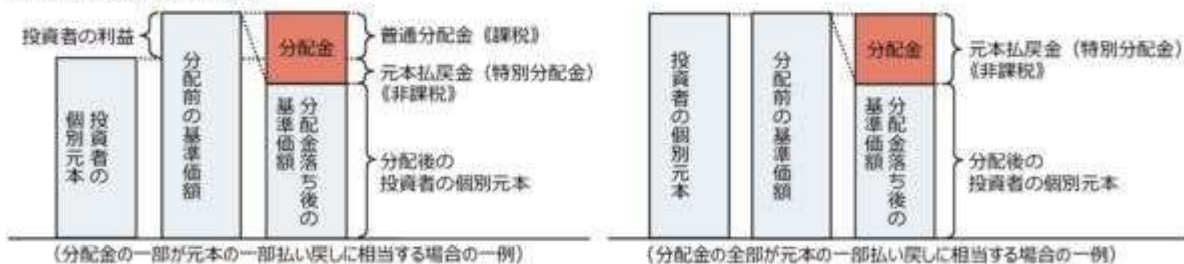 投資者の利益
投資者の
個別元本
分配前の基準価額
分配金
分配金落ち後の
基準価額
普通分配金《課税》
元本払戻金（特別分配金）
《非課税》
分配後の
投資者の個別元本
（分配金の一部が元本の一部払い戻しに相当する場合の一例）
投資者の個別元本
分配前の基準価額
分配金
分配金落ち後の
基準価額
元本払戻金（特別分配金）
《非課税》
分配後の
投資者の個別元本
（分配金の全部が元本の一部払い戻しに相当する場合の一例）